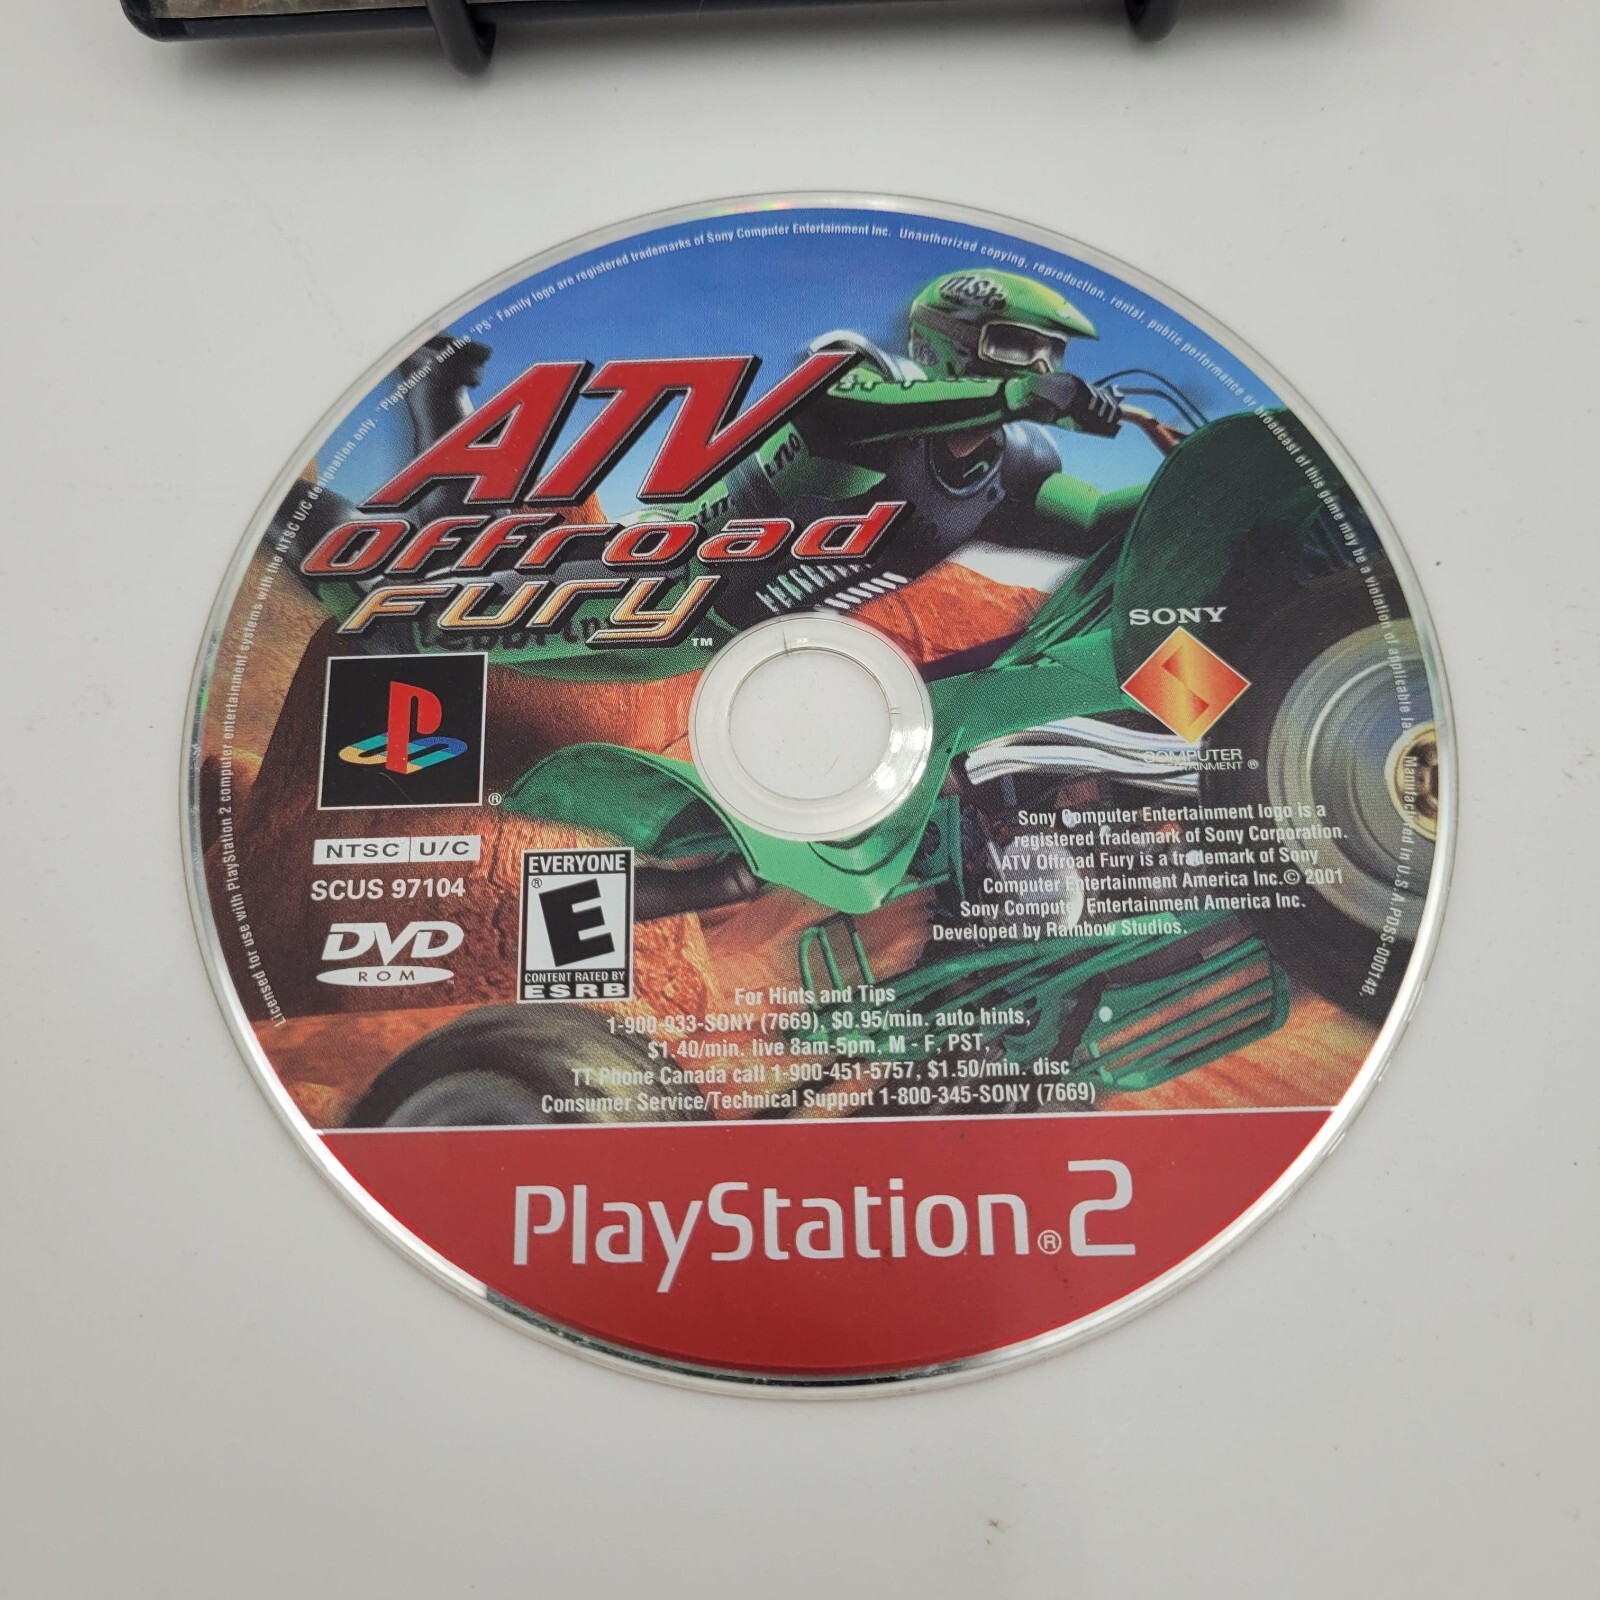 Licensed for use with PlayStation 2 computer entertainment systems with the NTSC U/C designation only. "PlayStation" and the "PS" Family logo are registered trademarks of Sony Computer Entertainment Inc. Unauthorized copying, reproduction, rental, public performance or broadcast of this game may be a violation of applicable Manufactured in U.S.A. PDSS-000148.
MSR
ATV
Offroad
Fury™
SONY
COMPUTER
®
®
NTSC U/C
SCUS 97104
DVD
ROM
EVERYONE
®
E
CONTENT RATED BY
ESRB
Sony Computer Entertainment logo is a
registered trademark of Sony Corporation.
ATV Offroad Fury is a trademark of Sony
Computer Entertainment America Inc.© 2001
Sony Computer Entertainment America Inc.
Developed by Rainbow Studios.
For Hints and Tips
1-900-933-SONY (7669), $0.95/min. auto hints,
$1.40/min. live 8am-5pm, M - F, PST,
TT Phone Canada call 1-900-451-5757, $1.50/min. disc
Consumer Service/Technical Support 1-800-345-SONY (7669)
PlayStation®2